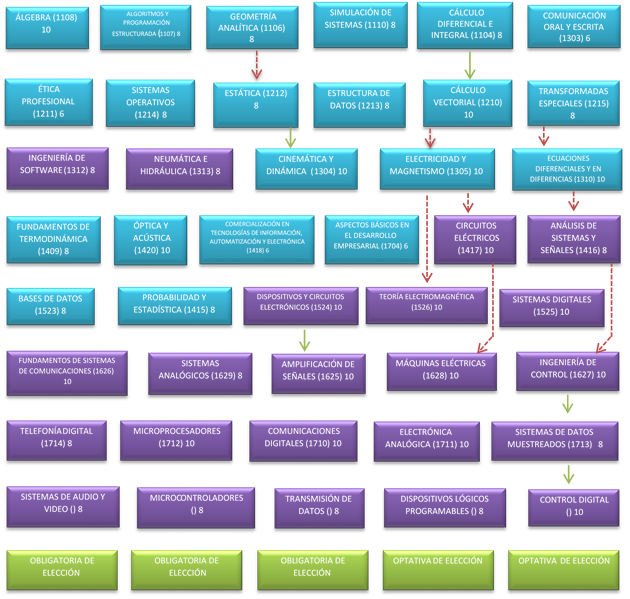 ÁLGEBRA (1108)
10
ALGORITMOS Y
PROGRAMACIÓN
ESTRUCTURADA (1107) 8
GEOMETRÍA
ANALÍTICA (1106)
8
SIMULACIÓN DE
SISTEMAS (1110) 8
CÁLCULO
DIFERENCIAL E
INTEGRAL (1104) 8
COMUNICACIÓN
ORAL Y ESCRITA
(1303) 6
ÉTICA
PROFESIONAL
(1211) 6
SISTEMAS
OPERATIVOS
(1214) 8
ESTÁTICA (1212)
8
ESTRUCTURA DE
DATOS (1213) 8
CÁLCULO
VECTORIAL (1210)
10
TRANSFORMADAS
ESPECIALES (1215)
8
INGENIERÍA DE
SOFTWARE (1312) 8
NEUMÁTICA E
HIDRÁULICA (1313) 8
CINEMÁTICA Y
DINÁMICA (1304) 10
ELECTRICIDAD Y
MAGNETISMO (1305) 10
ECUACIONES
DIFERENCIALES Y EN
DIFERENCIAS (1310) 10
FUNDAMENTOS DE
TERMODINÁMICA
(1409) 8
ÓPTICA Y
ACÚSTICA
(1420) 10
COMERCIALIZACIÓN EN
TECNOLOGÍAS DE INFORMACIÓN,
AUTOMATIZACIÓN Y ELECTRÓNICA
(1418) 6
ASPECTOS BÁSICOS EN
EL DESARROLLO
EMPRESARIAL (1704) 6
CIRCUITOS
ELÉCTRICOS
(1417) 10
ANÁLISIS DE
SISTEMAS Y
SEÑALES (1416) 8
BASES DE DATOS
(1523) 8
PROBABILIDAD Y
ESTADÍSTICA (1415) 8
DISPOSITIVOS Y CIRCUITOS
ELECTRÓNICOS (1524) 10
TEORÍA ELECTROMAGNÉTICA
(1526) 10
SISTEMAS DIGITALES
(1525) 10
FUNDAMENTOS DE SISTEMAS
DE COMUNICACIONES (1626)
10
SISTEMAS
ANALÓGICOS (1629) 8
AMPLIFICACIÓN DE
SEÑALES (1625) 10
MÁQUINAS ELÉCTRICAS
(1628) 10
INGENIERÍA DE
CONTROL (1627) 10
TELEFONÍA DIGITAL
(1714) 8
MICROPROCESADORES
(1712) 10
COMUNICACIONES
DIGITALES (1710) 10
ELECTRÓNICA
ANALÓGICA (1711) 10
SISTEMAS DE DATOS
MUESTREADOS (1713) 8
SISTEMAS DE AUDIO Y
VIDEO () 8
MICROCONTROLADORES
() 8
TRANSMISIÓN DE
DATOS () 8
DISPOSITIVOS LÓGICOS
PROGRAMABLES () 8
CONTROL DIGITAL
() 10
OBLIGATORIA DE
ELECCIÓN
OBLIGATORIA DE
ELECCIÓN
OBLIGATORIA DE
ELECCIÓN
OPTATIVA DE ELECCIÓN
OPTATIVA DE ELECCIÓN